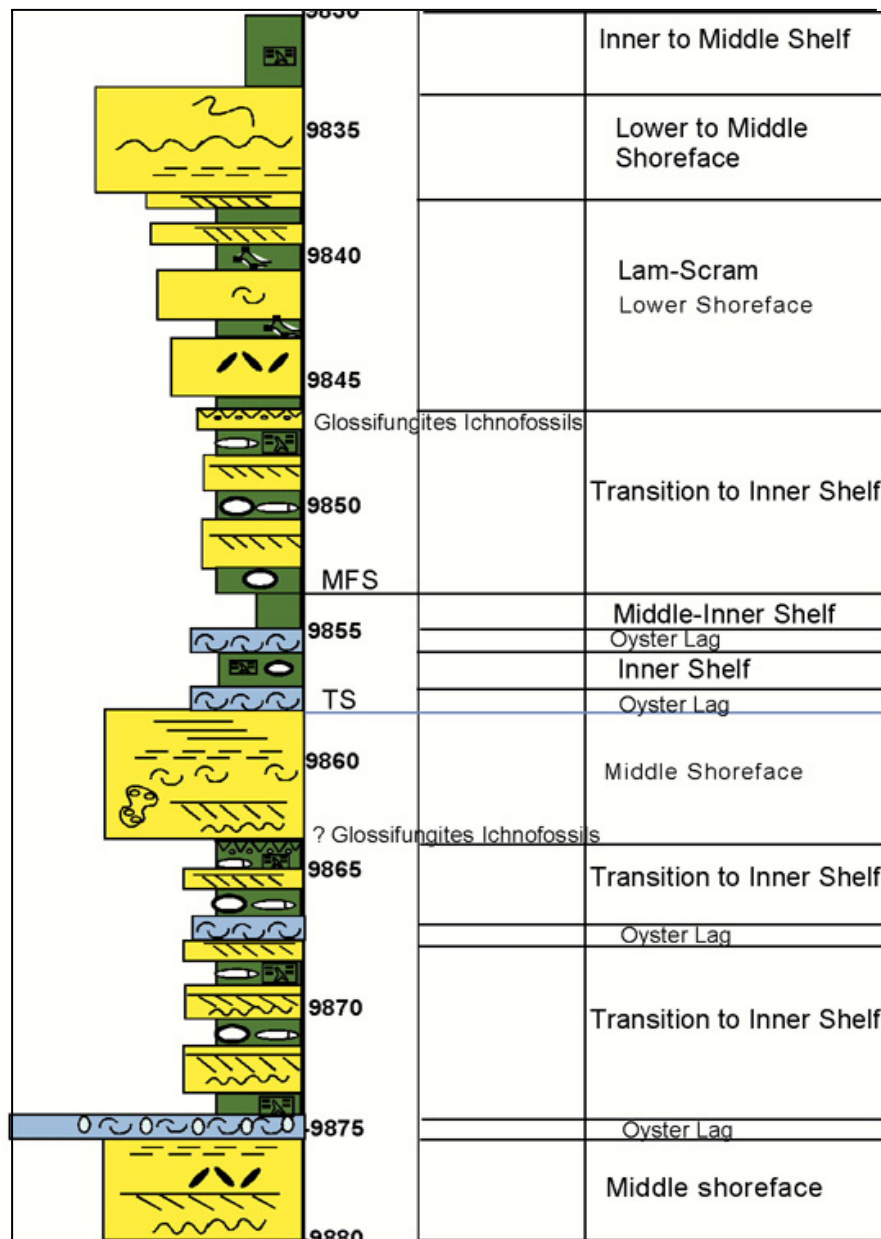 9830
Inner to Middle Shelf
9835
Lower to Middle
Shoreface
9840
Lam-Scram
Lower Shoreface
9845
Glossifungites Ichnofossils
Transition to Inner Shelf
9850
MFS
Middle-Inner Shelf
9855
Oyster Lag
Inner Shelf
TS
Oyster Lag
9860
Middle Shoreface
? Glossifungites Ichnofossils
9865
Transition to Inner Shelf
Oyster Lag
9870
Transition to Inner Shelf
9875
Oyster Lag
Middle shoreface
9880